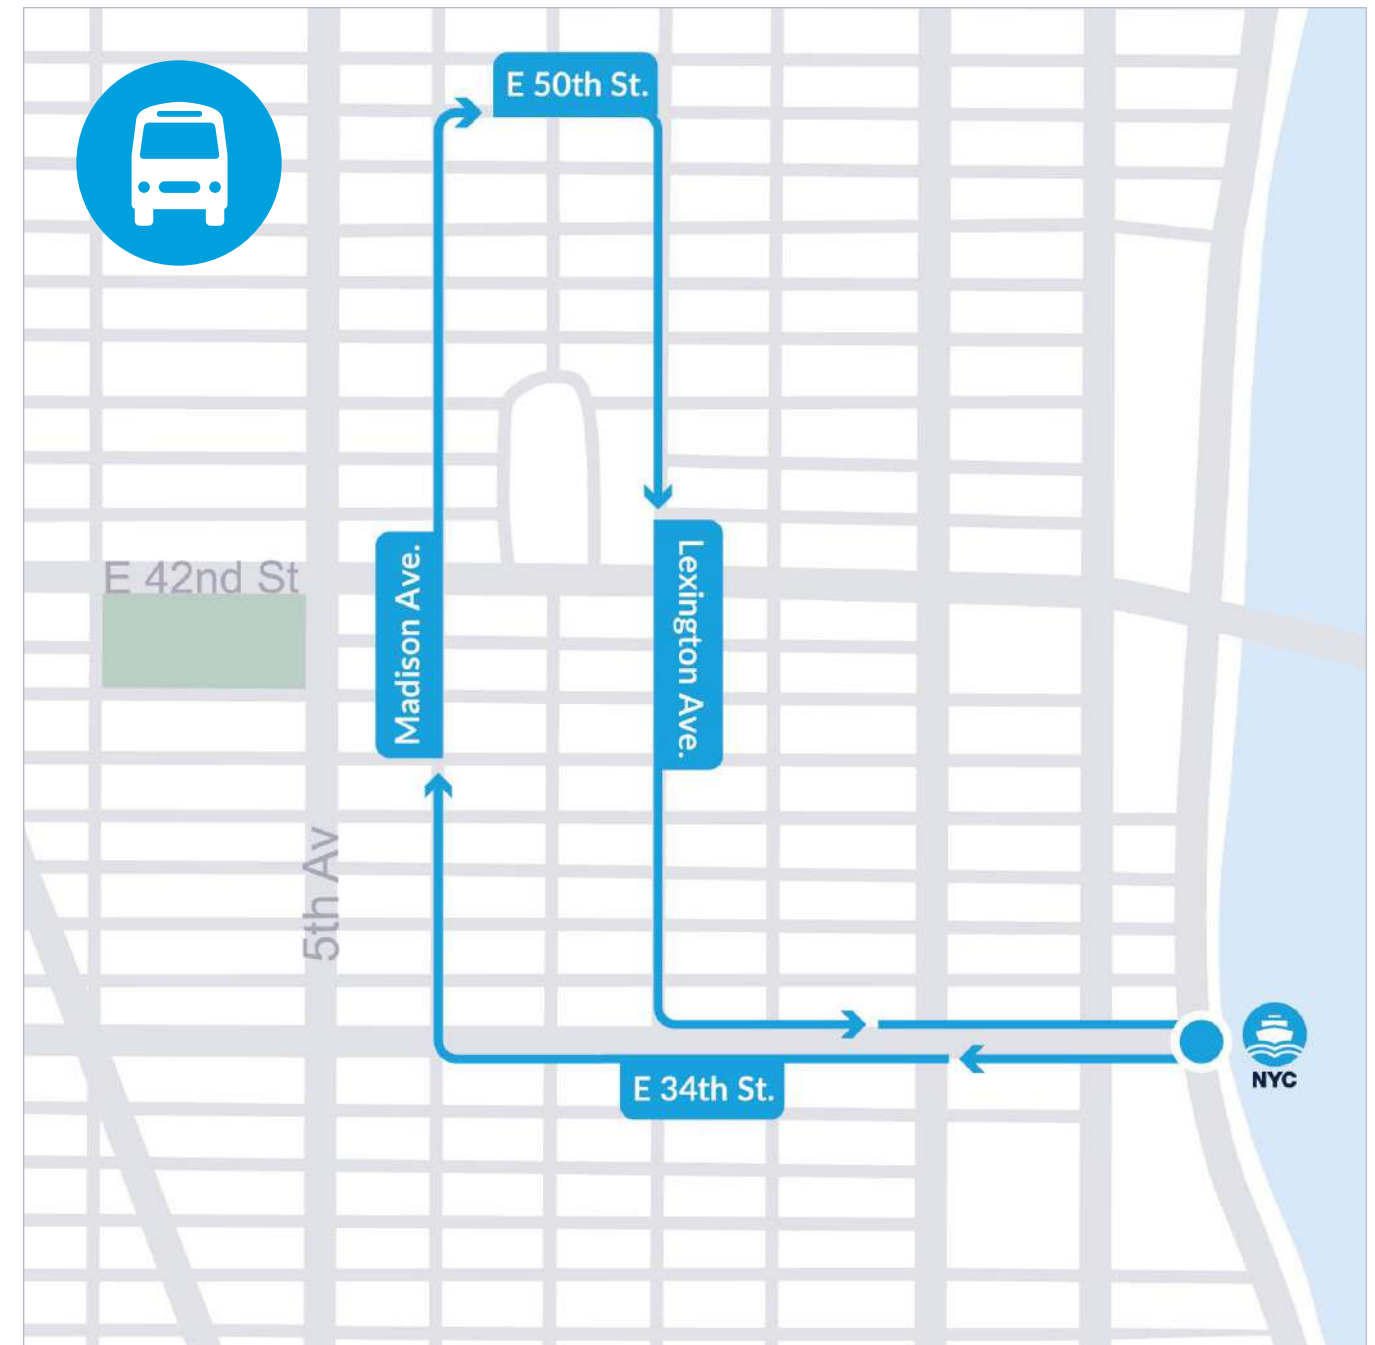 E 50th St.
E 42nd St
Madison Ave.
Lexington Ave.
5th Av
E 34th St.
NYC